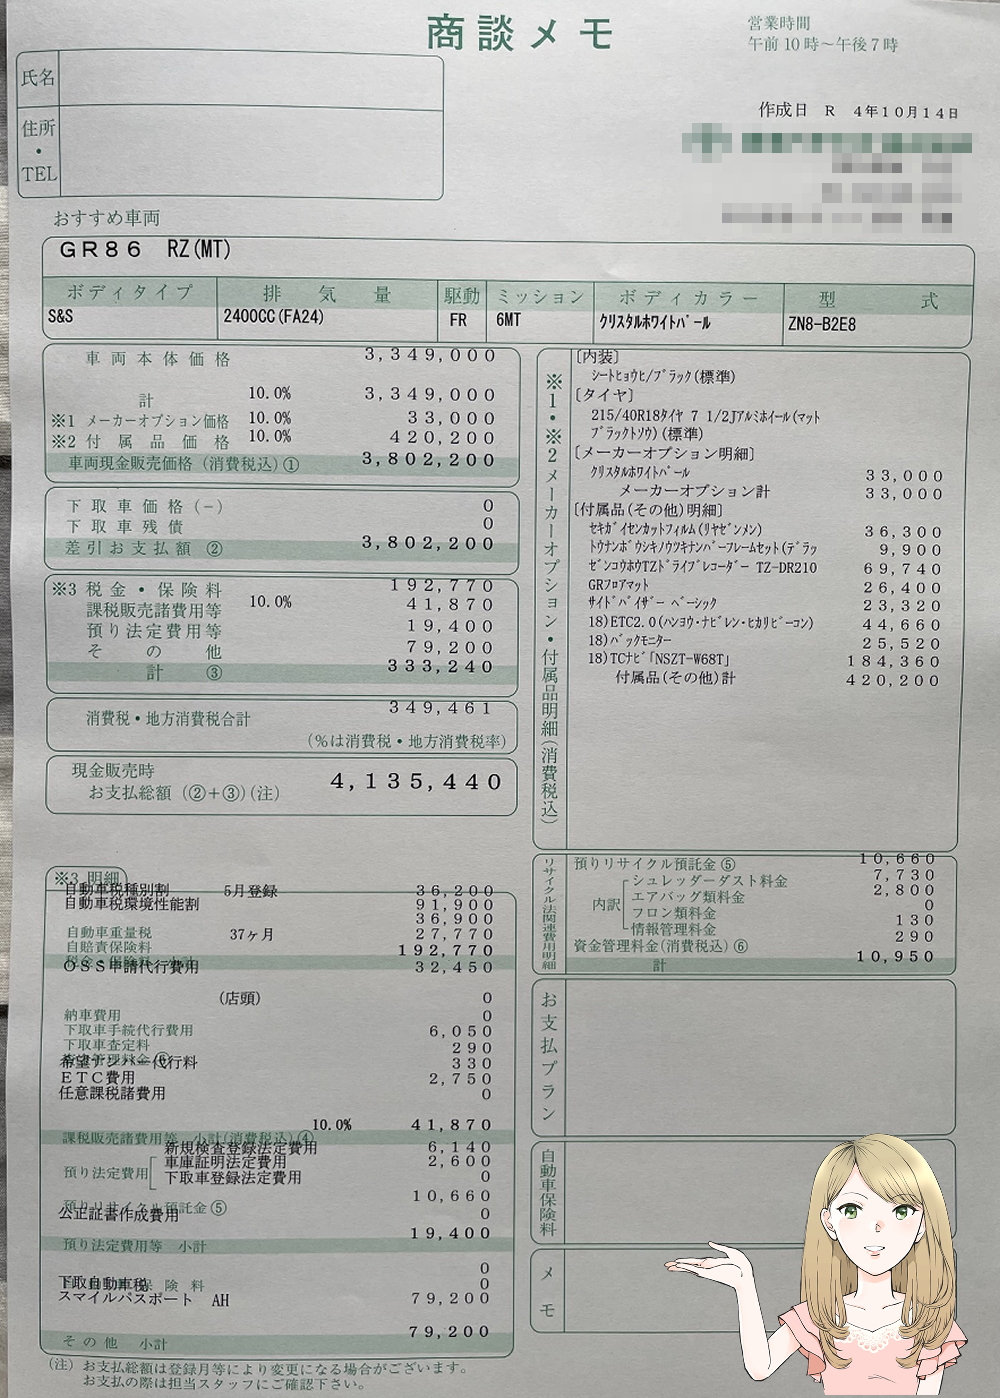 商談メモ
営業時間
午前10時～午後7時
氏名
住所
・
TEL
作成日 R 4年10月14日
おすすめ車両
GR86 RZ(MT)
ボディタイプ 排気量 駆動 ミッション ボディカラー 型式
S&S 2400CC(FA24) FR 6MT ｸﾘｽﾀﾙﾎﾜｲﾄﾊﾟｰﾙ ZN8-B2E8
車両本体価格 3,349,000
計 10.0% 3,349,000
※1 メーカーオプション価格 10.0% 33,000
※2 付属品価格 10.0% 420,200
車両現金販売価格(消費税込)① 3,802,200
下取車価格(-) 0
下取車残債 0
差引お支払額 ② 3,802,200
※3 税金・保険料 192,770
課税販売諸費用等 10.0% 41,870
預り法定費用等 19,400
その他 79,200
計 ③ 333,240
消費税・地方消費税合計 349,461
(%は消費税・地方消費税率)
現金販売時
お支払総額(②+③)(注) 4,135,440
※1・※2メーカーオプション・付属品明細(消費税込)
[内装]
ｼｰﾄﾋｮｳﾋ/ﾌﾞﾗｯｸ(標準)
[タイヤ]
215/40R18ﾀｲﾔ 7 1/2Jｱﾙﾐﾎｲｰﾙ(ﾏｯﾄ
ﾌﾞﾗｯｸﾄｿｳ)(標準)
[メーカーオプション明細]
ｸﾘｽﾀﾙﾎﾜｲﾄﾊﾟｰﾙ 33,000
メーカーオプション計 33,000
[付属品(その他)明細]
ｾｷｶﾞｲｾﾝｶｯﾄﾌｨﾙﾑ(ﾘﾔｾﾞﾝﾒﾝ) 36,300
ﾄｳﾅﾝﾎﾞｳｼｷﾉｳﾂｷﾅﾝﾊﾞｰﾌﾚｰﾑｾｯﾄ(ﾃﾞﾗｯ 9,900
ｾﾞﾝｺｳﾎｳTZﾄﾞﾗｲﾌﾞﾚｺｰﾀﾞｰ TZ-DR210 69,740
GRﾌﾛｱﾏｯﾄ 26,400
ｻｲﾄﾞﾊﾞｲｻﾞｰ ﾍﾞｰｼｯｸ 23,320
18)ETC2.0(ﾊﾝﾖｳ･ﾅﾋﾞﾚﾝ･ﾋｶﾘﾋﾞｰｺﾝ) 44,660
18)ﾊﾞｯｸﾓﾆﾀｰ 25,520
18)TCﾅﾋﾞ｢NSZT-W68T｣ 184,360
付属品(その他)計 420,200
※3 明細
自動車税種別割 5月登録 36,200
自動車税環境性能割 91,900
自動車重量税 37ヶ月 36,900
自賠責保険料 27,770
192,770
OSS申請代行費用 32,450
(店頭) 0
納車費用 0
下取車手続代行費用 6,050
下取車査定料 290
希望ナンバー代行料 330
ETC費用 2,750
任意課税諸費用 0
10.0% 41,870
課税販売諸費用等 小計(消費税込)④
新規検査登録法定費用 6,140
預り法定費用 車庫証明法定費用 2,600
下取車登録法定費用 0
預りリサイクル預託金⑤ 10,660
公正証書作成費用 0
預り法定費用等 小計 19,400
0
下取自動車税 0
スマイルパスポート AH 79,200
その他 小計 79,200
リサイクル法関連費用明細
預りリサイクル預託金⑤ 10,660
内訳 シュレッダーダスト料金 7,730
エアバッグ類料金 2,800
フロン類料金 0
情報管理料金 130
資金管理料金(消費税込)⑥ 290
計 10,950
お支払プラン
自動車保険料
メモ
(注) お支払総額は登録月等により変更になる場合がございます。
お支払の際は担当スタッフにご確認下さい。